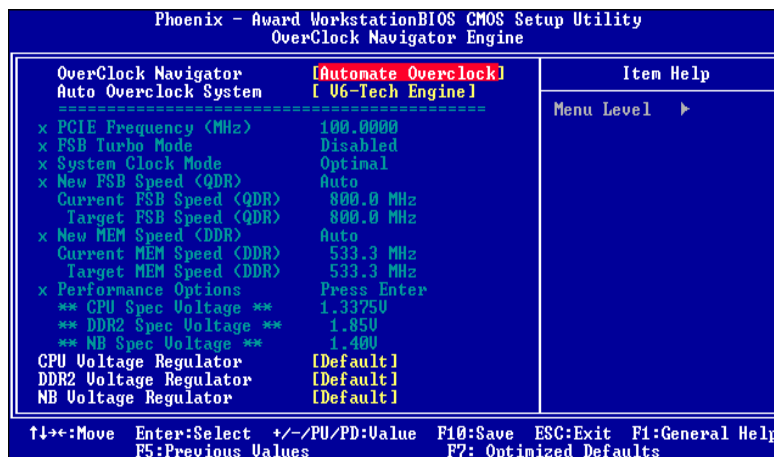 Phoenix - Award WorkstationBIOS CMOS Setup Utility
OverClock Navigator Engine
OverClock Navigator [Automate Overclock]
Auto Overclock System [ V6-Tech Engine]
==============================================
x PCIE Frequency (MHz) 100.0000
x FSB Turbo Mode Disabled
x System Clock Mode Optimal
x New FSB Speed (QDR) Auto
Current FSB Speed (QDR) 800.0 MHz
Target FSB Speed (QDR) 800.0 MHz
x New MEM Speed (DDR) Auto
Current MEM Speed (DDR) 533.3 MHz
Target MEM Speed (DDR) 533.3 MHz
x Performance Options Press Enter
** CPU Spec Voltage ** 1.3375V
** DDR2 Spec Voltage ** 1.85V
** NB Spec Voltage ** 1.40V
CPU Voltage Regulator [Default]
DDR2 Voltage Regulator [Default]
NB Voltage Regulator [Default]
Item Help
Menu Level ▶
↑↓→←:Move Enter:Select +/-/PU/PD:Value F10:Save ESC:Exit F1:General Help
F5:Previous Values F7: Optimized Defaults